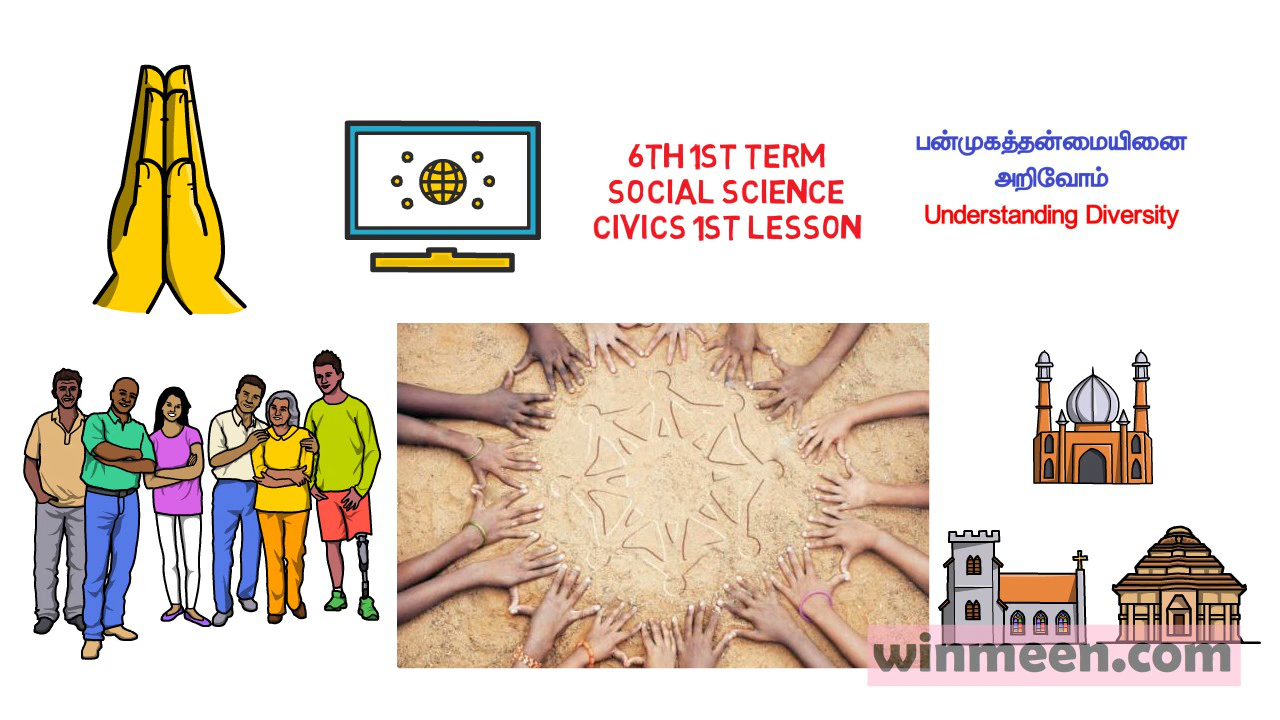 6TH 1ST TERM
SOCIAL SCIENCE
CIVICS 1ST LESSON
பன்முகத்தன்மையினை
அறிவோம்
Understanding Diversity
winmeen.com